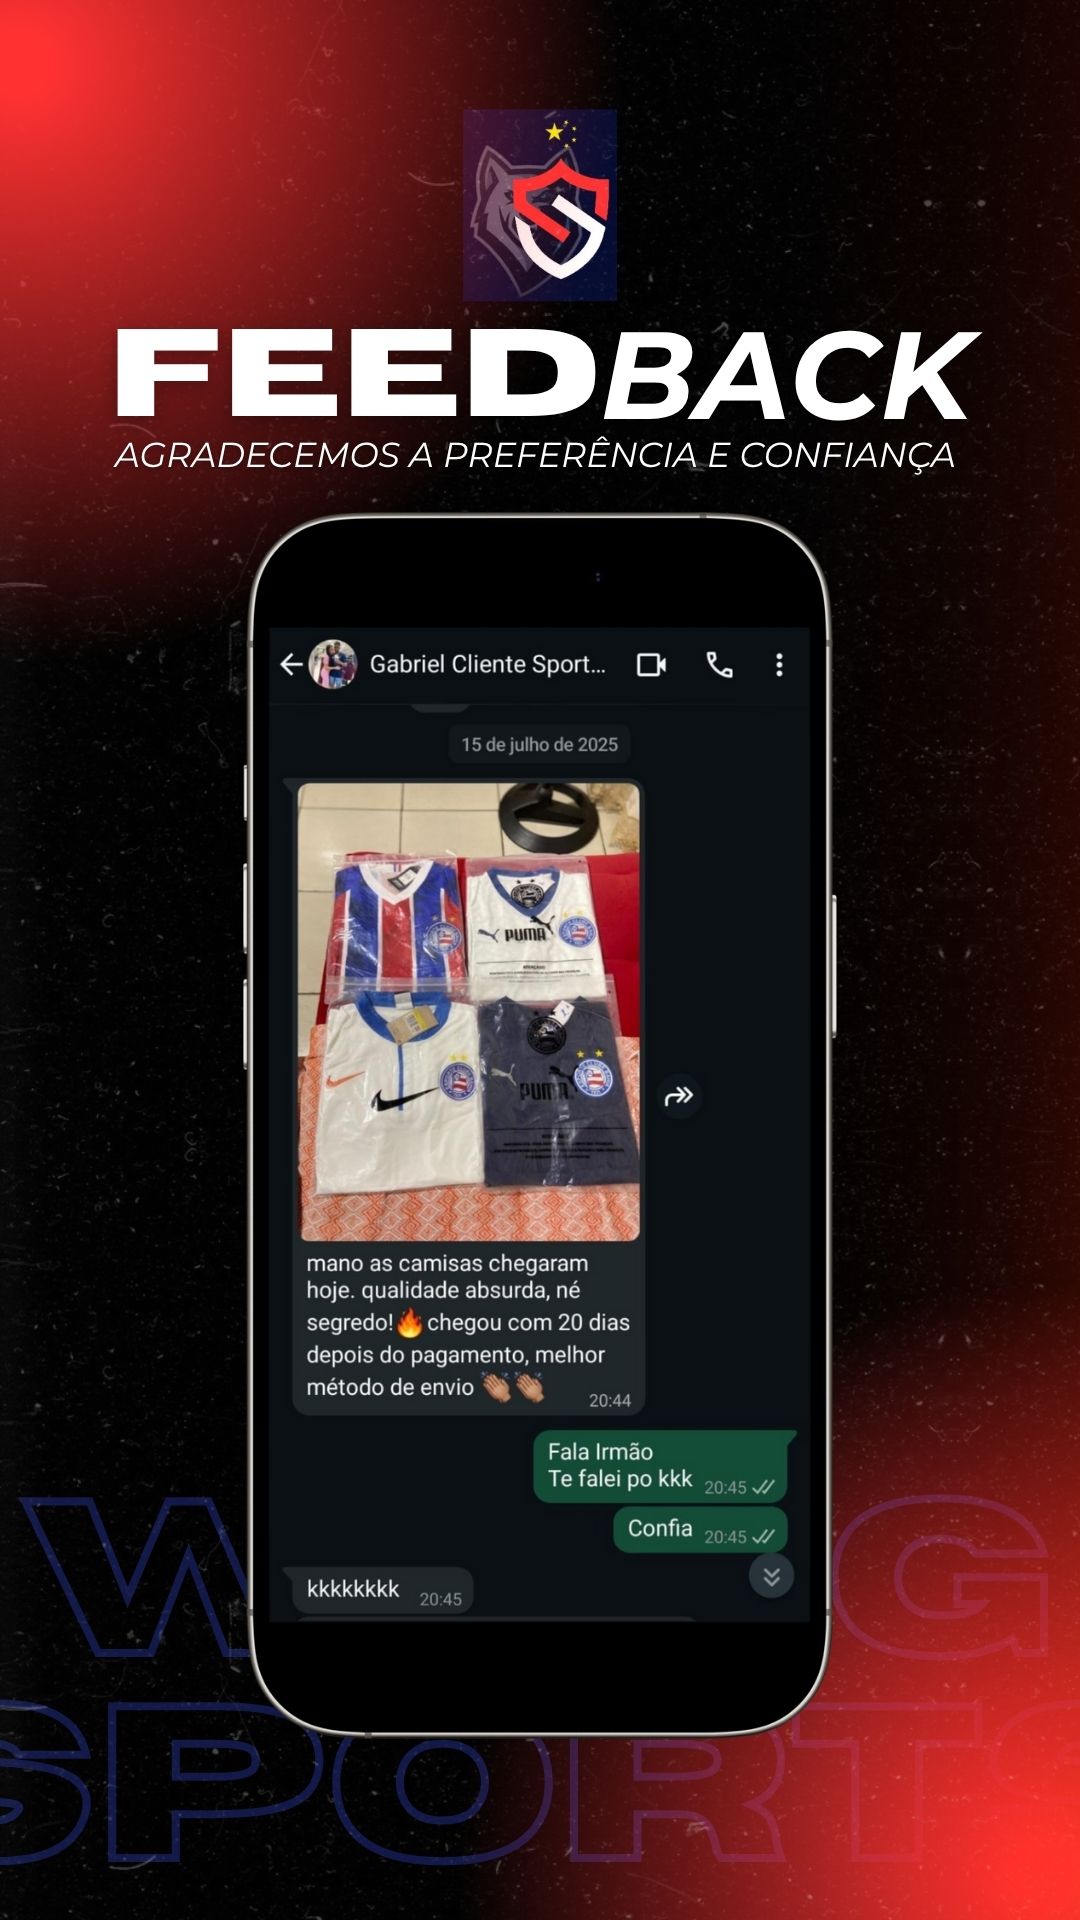 FEEDBACK
AGRADECEMOS A PREFERÊNCIA E CONFIANÇA
Gabriel Cliente Sport...
15 de julho de 2025
PUMA
PUMA
mano as camisas chegaram
hoje. qualidade absurda, né
segredo!🔥chegou com 20 dias
depois do pagamento, melhor
método de envio 👏🏼👏🏼
20:44
Fala Irmão
Te falei po kkk 20:45
Confia 20:45
kkkkkkkk 20:45
SPORTS